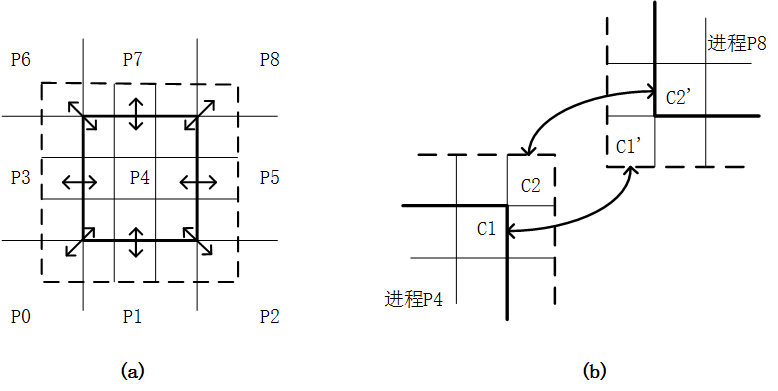 P6 P7 P8
P3 P4 P5
P0 P1 P2
(a)
进程P8
C2'
C1'
C2
C1
进程P4
(b)